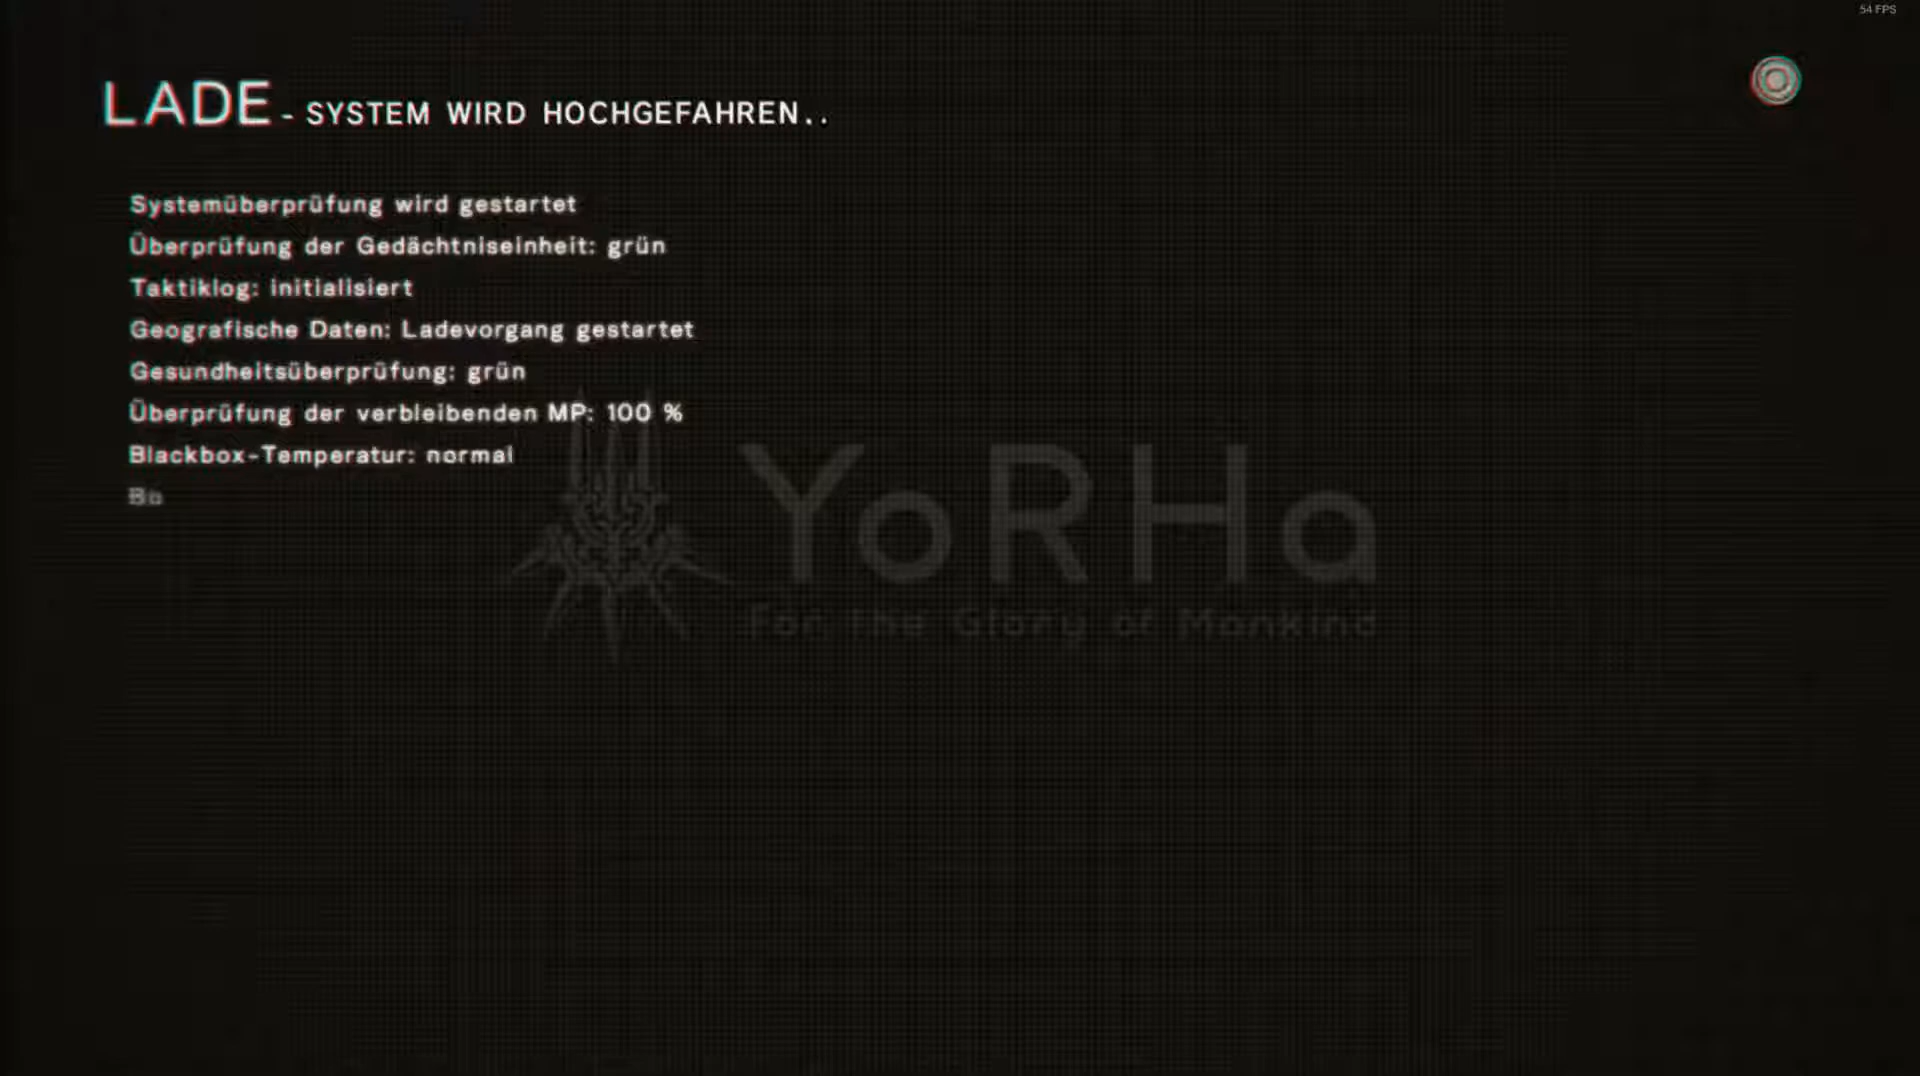 54 FPS
LADE - SYSTEM WIRD HOCHGEFAHREN..
Systemüberprüfung wird gestartet
Überprüfung der Gedächtniseinheit: grün
Taktiklog: initialisiert
Geografische Daten: Ladevorgang gestartet
Gesundheitsüberprüfung: grün
Überprüfung der verbleibenden MP: 100 %
Blackbox-Temperatur: normal
Ba
YoRHa
For the Glory of Mankind